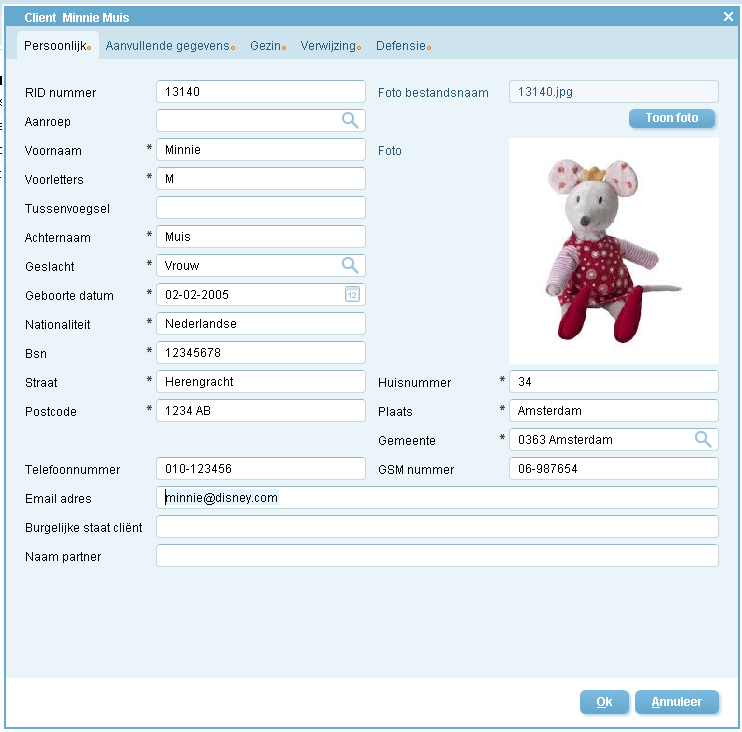 Client Minnie Muis
Persoonlijk Aanvullende gegevens Gezin Verwijzing Defensie
RID nummer 13140 Foto bestandsnaam 13140.jpg
Aanroep Toon foto
Voornaam * Minnie Foto
Voorletters * M
Tussenvoegsel
Achternaam * Muis
Geslacht * Vrouw
Geboorte datum * 02-02-2005 12
Nationaliteit * Nederlandse
Bsn * 12345678
Straat * Herengracht Huisnummer * 34
Postcode * 1234 AB Plaats * Amsterdam
Gemeente * 0363 Amsterdam
Telefoonnummer 010-123456 GSM nummer 06-987654
Email adres minnie@disney.com
Burgelijke staat cliënt
Naam partner
Ok Annuleer